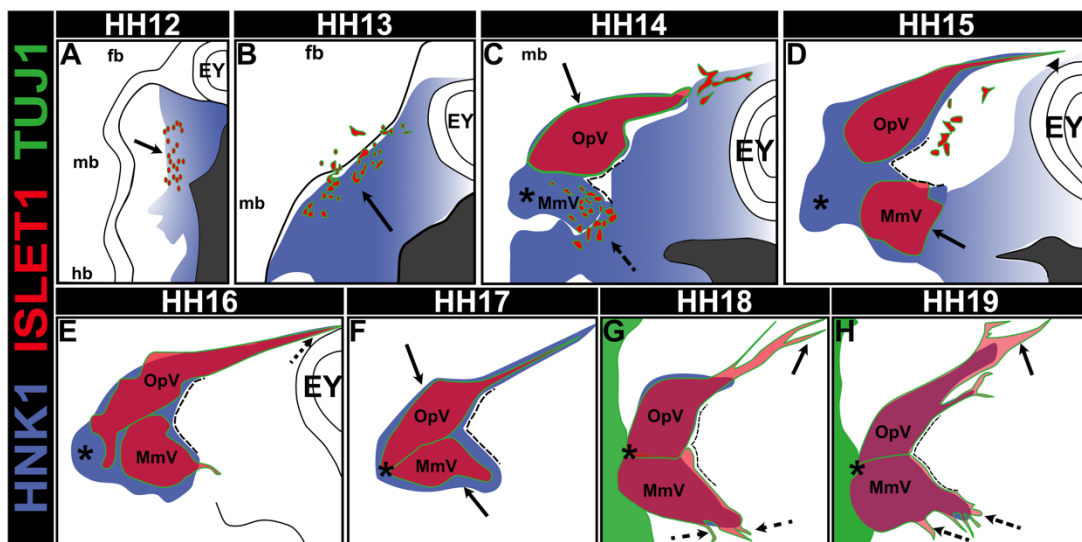 HNK1 ISLET1 TUJ1
HH12
HH13
HH14
HH15
A
fb
EY
mb
hb
B
fb
EY
mb
C
mb
OpV
EY
*
MmV
D
OpV
EY
*
MmV
HH16
HH17
HH18
HH19
E
OpV
EY
*
MmV
F
OpV
*
MmV
G
OpV
*
MmV
H
OpV
*
MmV